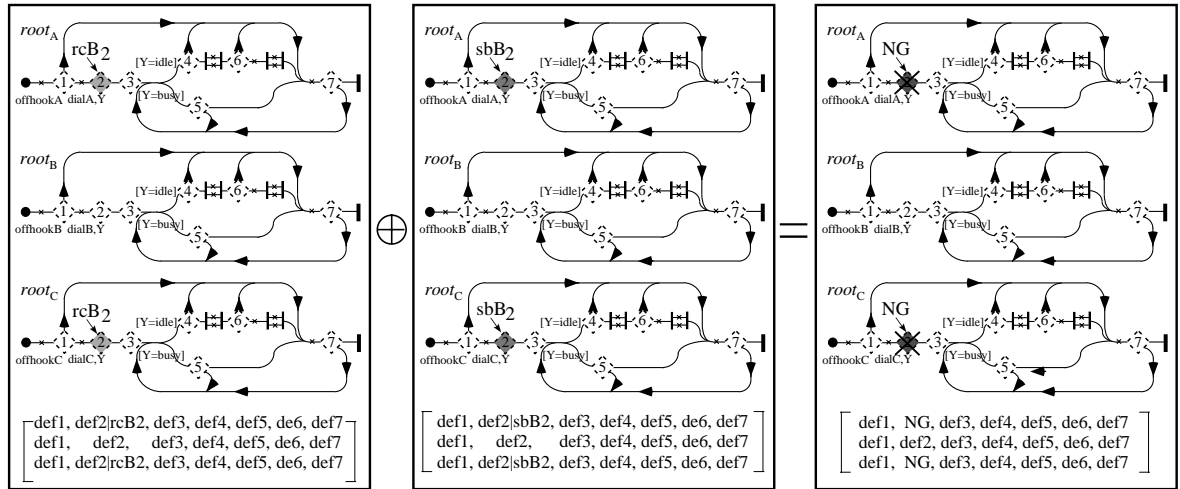 root_A
rcB2
[Y=idle] 4 6
1 2 3 7
offhookA dialA,Y [Y=busy]
5
root_B
[Y=idle] 4 6
1 2 3 7
offhookB dialB,Y [Y=busy]
5
root_C
rcB2
[Y=idle] 4 6
1 2 3 7
offhookC dialC,Y [Y=busy]
5
def1, def2|rcB2, def3, def4, def5, de6, def7
def1, def2, def3, def4, def5, de6, def7
def1, def2|rcB2, def3, def4, def5, de6, def7
⊕
root_A
sbB2
[Y=idle] 4 6
1 2 3 7
offhookA dialA,Y [Y=busy]
5
root_B
[Y=idle] 4 6
1 2 3 7
offhookB dialB,Y [Y=busy]
5
root_C
sbB2
[Y=idle] 4 6
1 2 3 7
offhookC dialC,Y [Y=busy]
5
def1, def2|sbB2, def3, def4, def5, de6, def7
def1, def2, def3, def4, def5, de6, def7
def1, def2|sbB2, def3, def4, def5, de6, def7
=
root_A
NG
[Y=idle] 4 6
1 3 7
offhookA dialA,Y [Y=busy]
5
root_B
[Y=idle] 4 6
1 2 3 7
offhookB dialB,Y [Y=busy]
5
root_C
NG
[Y=idle] 4 6
1 3 7
offhookC dialC,Y [Y=busy]
5
def1, NG, def3, def4, def5, de6, def7
def1, def2, def3, def4, def5, de6, def7
def1, NG, def3, def4, def5, de6, def7